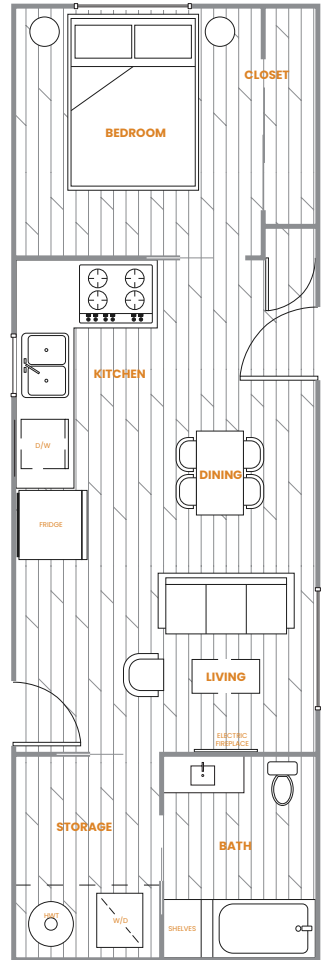 CLOSET
BEDROOM
KITCHEN
D/W
DINING
FRIDGE
LIVING
ELECTRIC
FIREPLACE
STORAGE
BATH
HWT
W/D
SHELVES